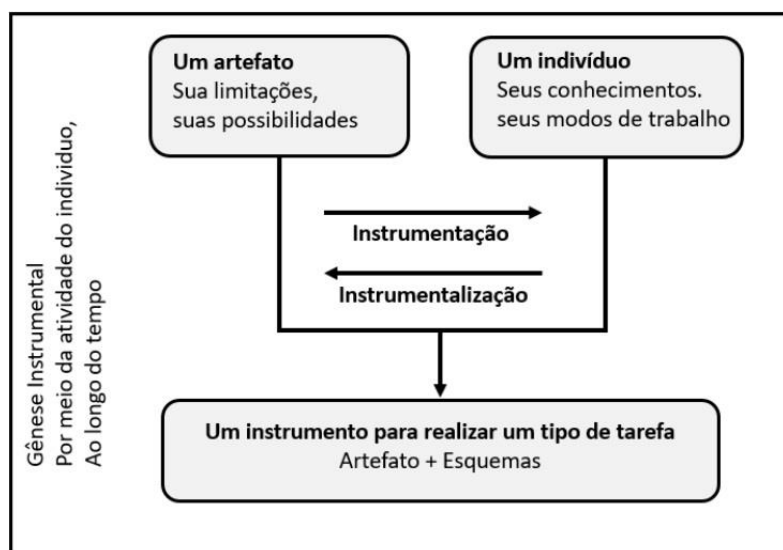 Um artefato
Sua limitações,
suas possibilidades
Um indivíduo
Seus conhecimentos.
seus modos de trabalho
Gênese Instrumental
Por meio da atividade do individuo,
Ao longo do tempo
Instrumentação
Instrumentalização
Um instrumento para realizar um tipo de tarefa
Artefato + Esquemas